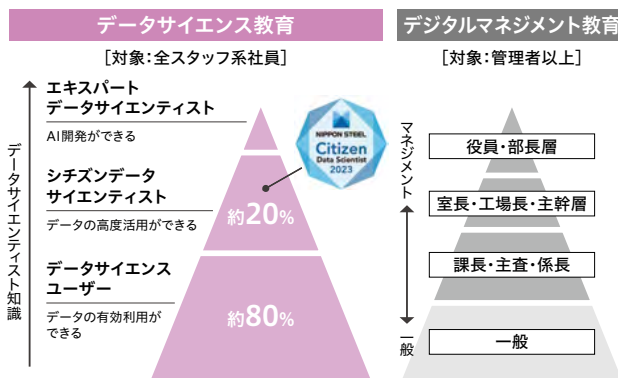 データサイエンス教育
［対象：全スタッフ系社員］
データサイエンティスト知識
エキスパート
データサイエンティスト
AI開発ができる
NIPPON STEEL
Citizen
Data Scientist
2023
シチズンデータ
サイエンティスト
データの高度活用ができる
約20%
データサイエンス
ユーザー
データの有効利用が
できる
約80%
デジタルマネジメント教育
［対象：管理者以上］
マネジメント
一般
役員・部長層
室長・工場長・主幹層
課長・主査・係長
一般